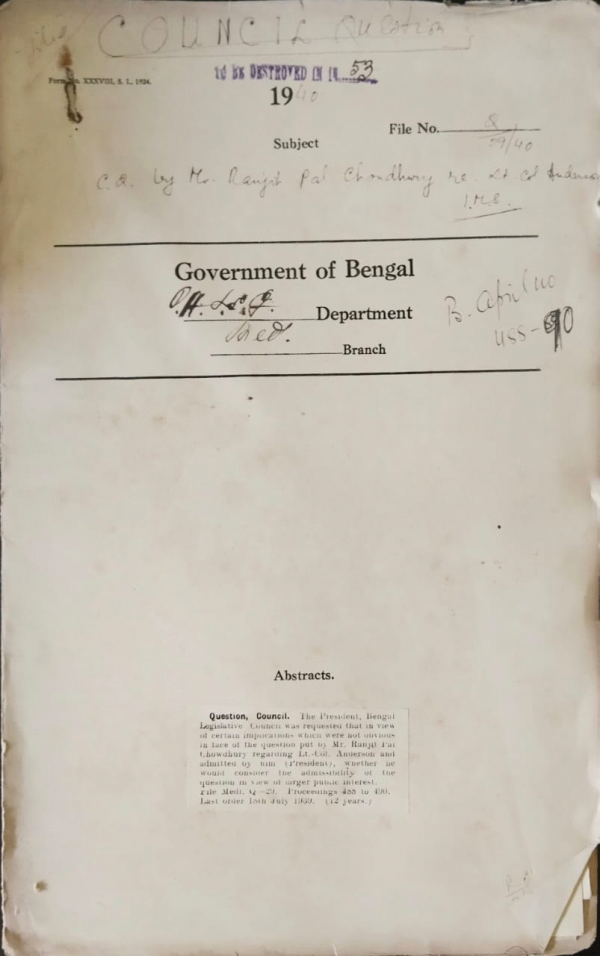 COUNCIL Question
TO BE DESTROYED IN 19 53
Form No. XXXVIII, S. I., 1924.
1940
File No. Q
29/40
Subject
C.Q. by Mr. Ranjit Pal Chowdhury re. Lt Col Anderson
I.M.S.
Government of Bengal
P.H. & L.S.G. Department
Med. Branch
B. April 40
488-90
Abstracts.
Question, Council. The President, Bengal
Legislative Council was requested that in view
of certain implications which were not obvious
in face of the question put by Mr. Ranjit Pal
Chowdhury regarding Lt.-Col. Anderson and
admitted by him (President), whether he
would consider the admissibility of the
question in view of larger public interest.
File Medl. Q—29. Proceedings 488 to 490.
Last order 18th July 1939. (12 years.)